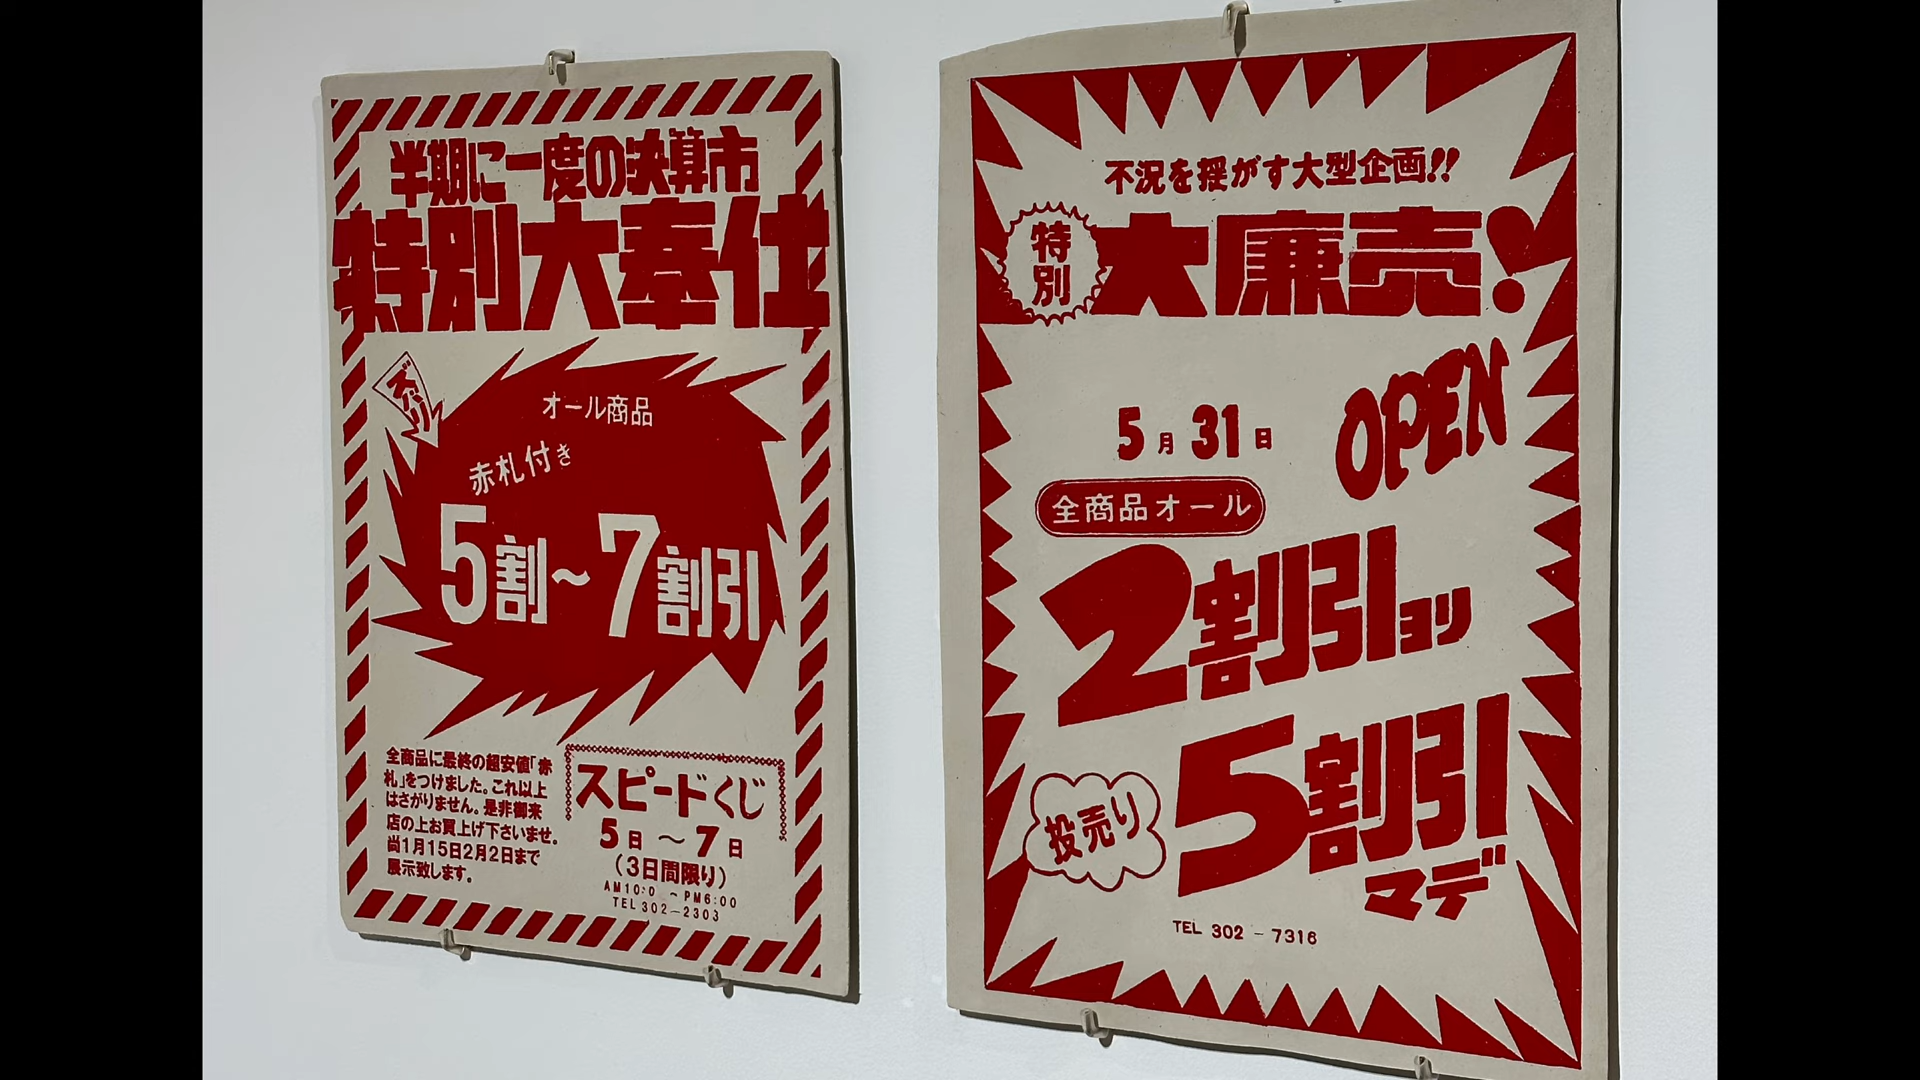 半期に一度の決算市
特別大奉仕
ズバリ
オール商品
赤札付き
5割～7割引
全商品に最終の超安値「赤
札」をつけました。これ以上
はさがりません。是非御来
店の上お買上げ下さいませ。
尚1月15日2月2日まで
展示致します。
スピードくじ
5日～7日
(3日間限り)
AM10:0 ～PM6:00
TEL302－2303
不況を揺がす大型企画!!
特別
大廉売!
5月31日
OPEN
全商品オール
2割引ヨリ
投売り
5割引
マデ
TEL 302－7316